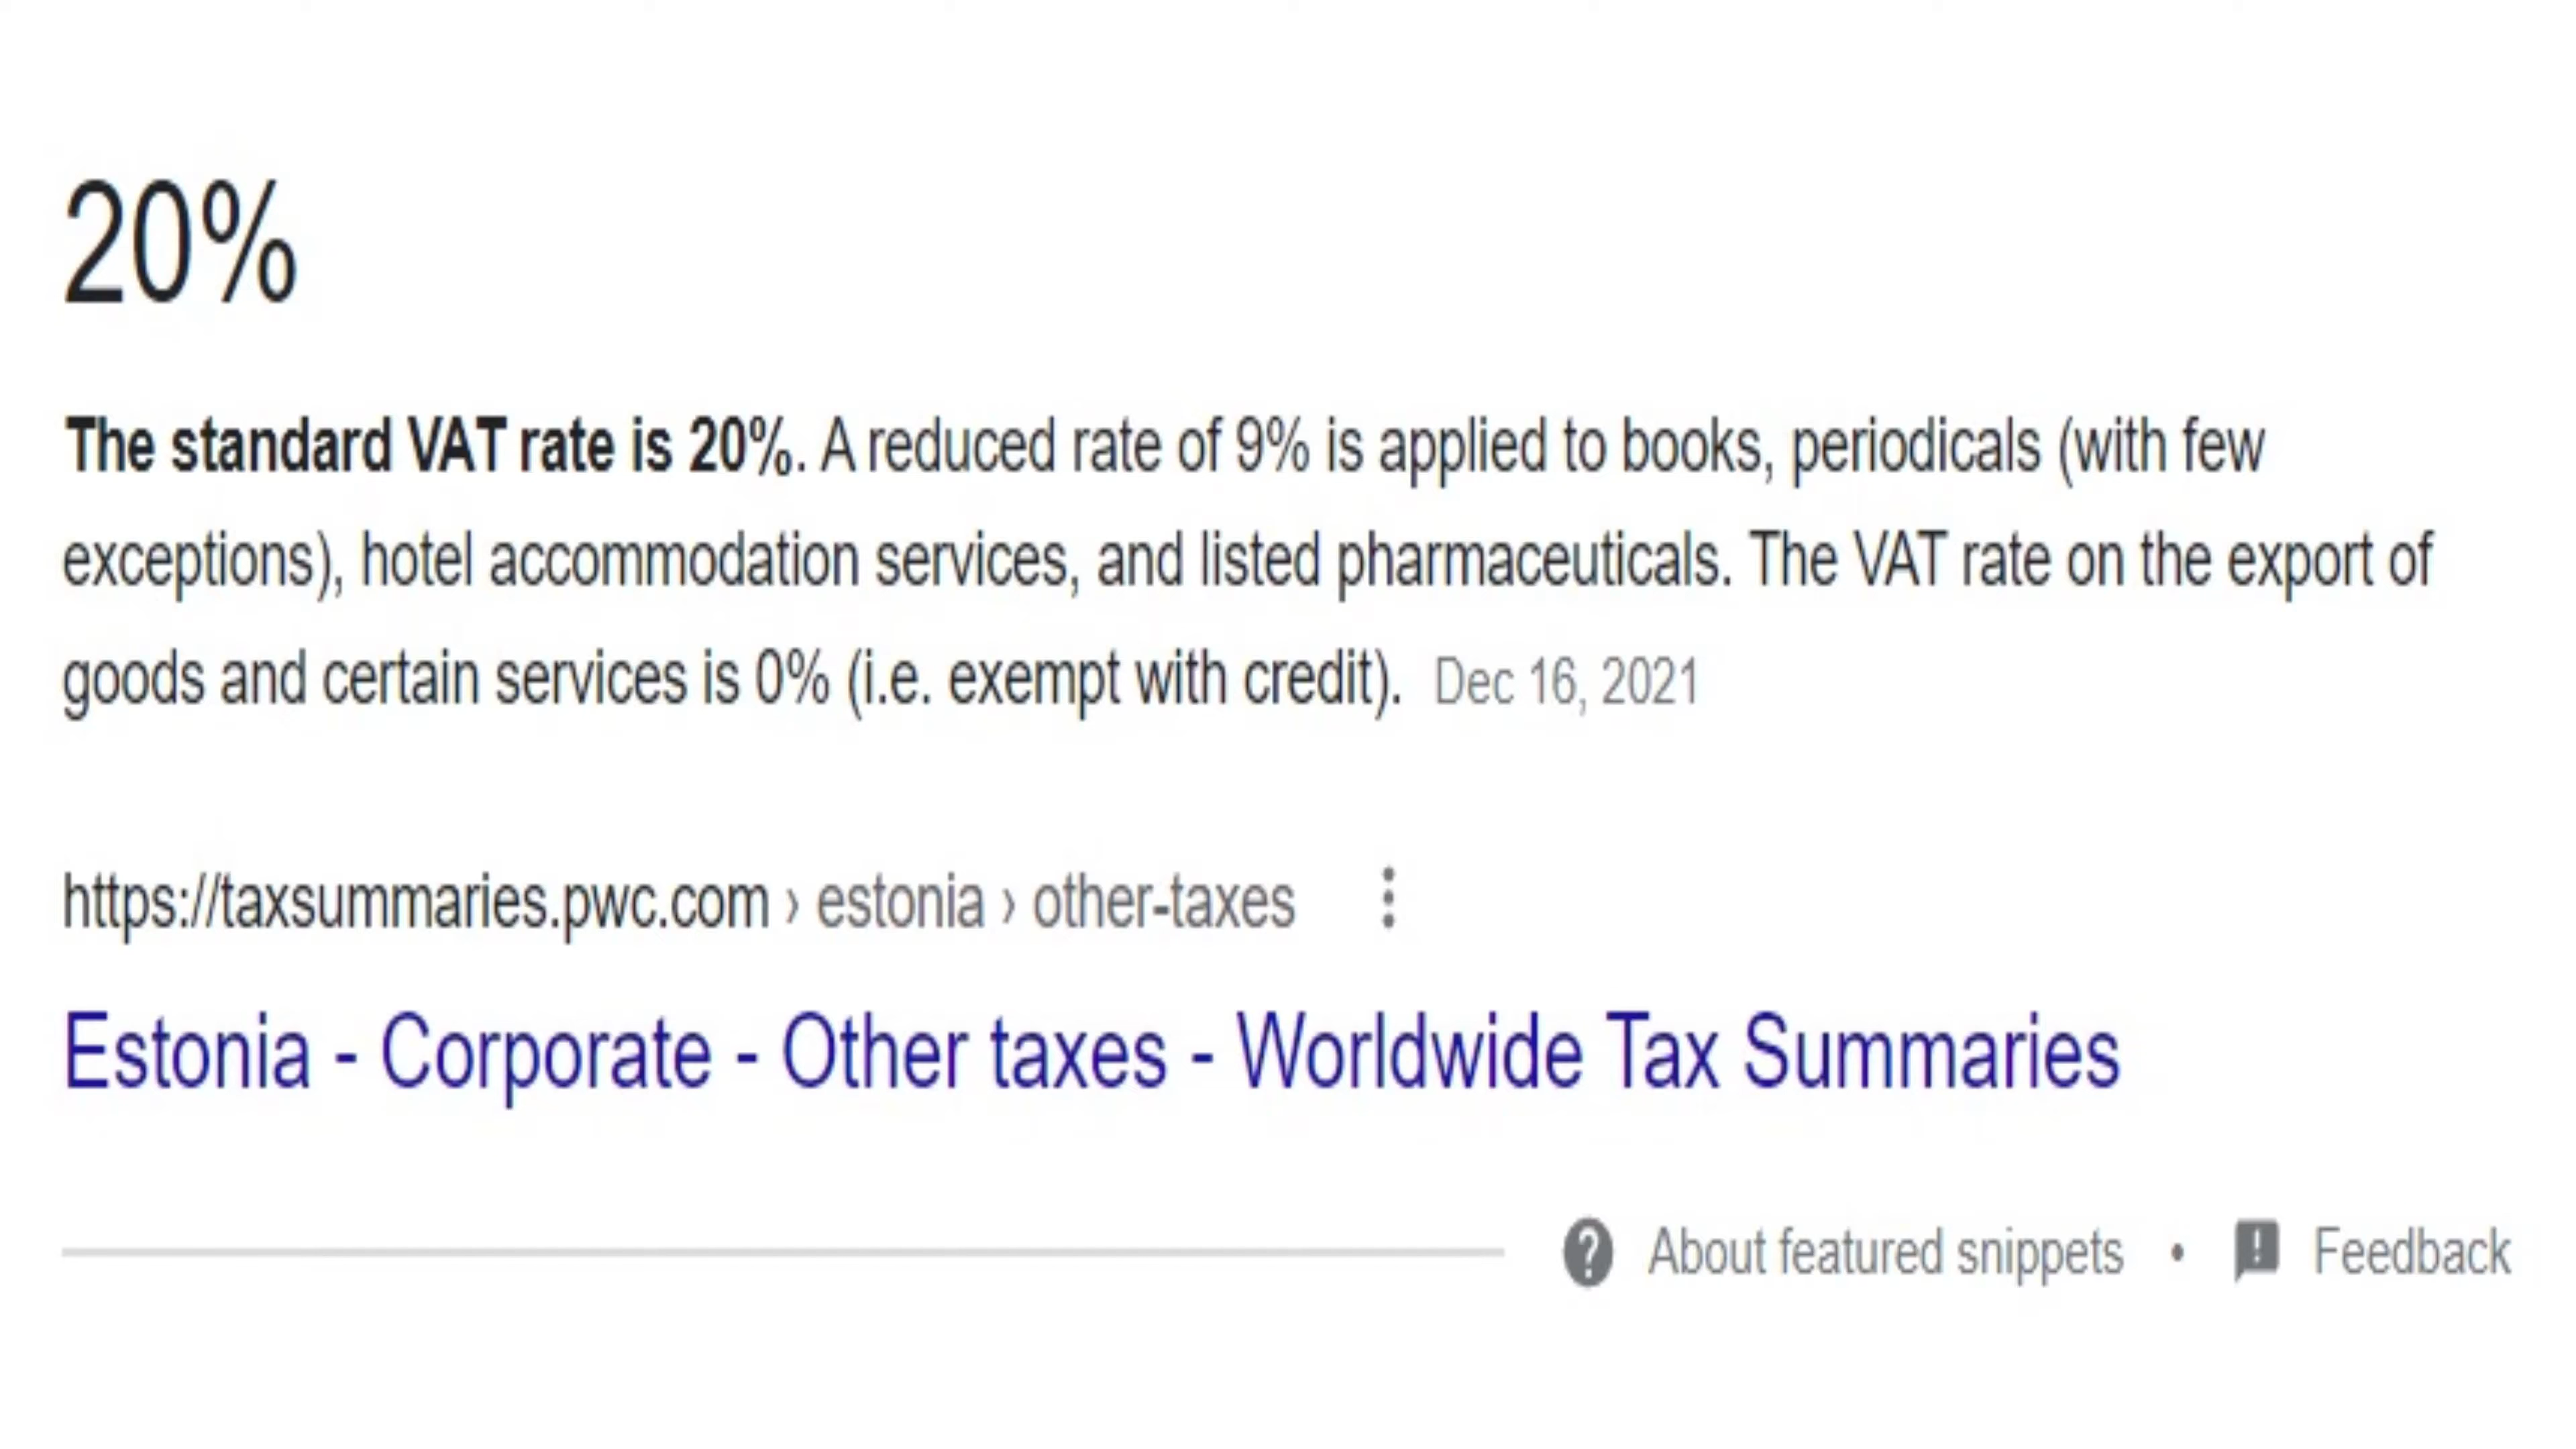 20%
The standard VAT rate is 20%. A reduced rate of 9% is applied to books, periodicals (with few
exceptions), hotel accommodation services, and listed pharmaceuticals. The VAT rate on the export of
goods and certain services is 0% (i.e. exempt with credit). Dec 16, 2021
https://taxsummaries.pwc.com › estonia › other-taxes
Estonia - Corporate - Other taxes - Worldwide Tax Summaries
About featured snippets • Feedback